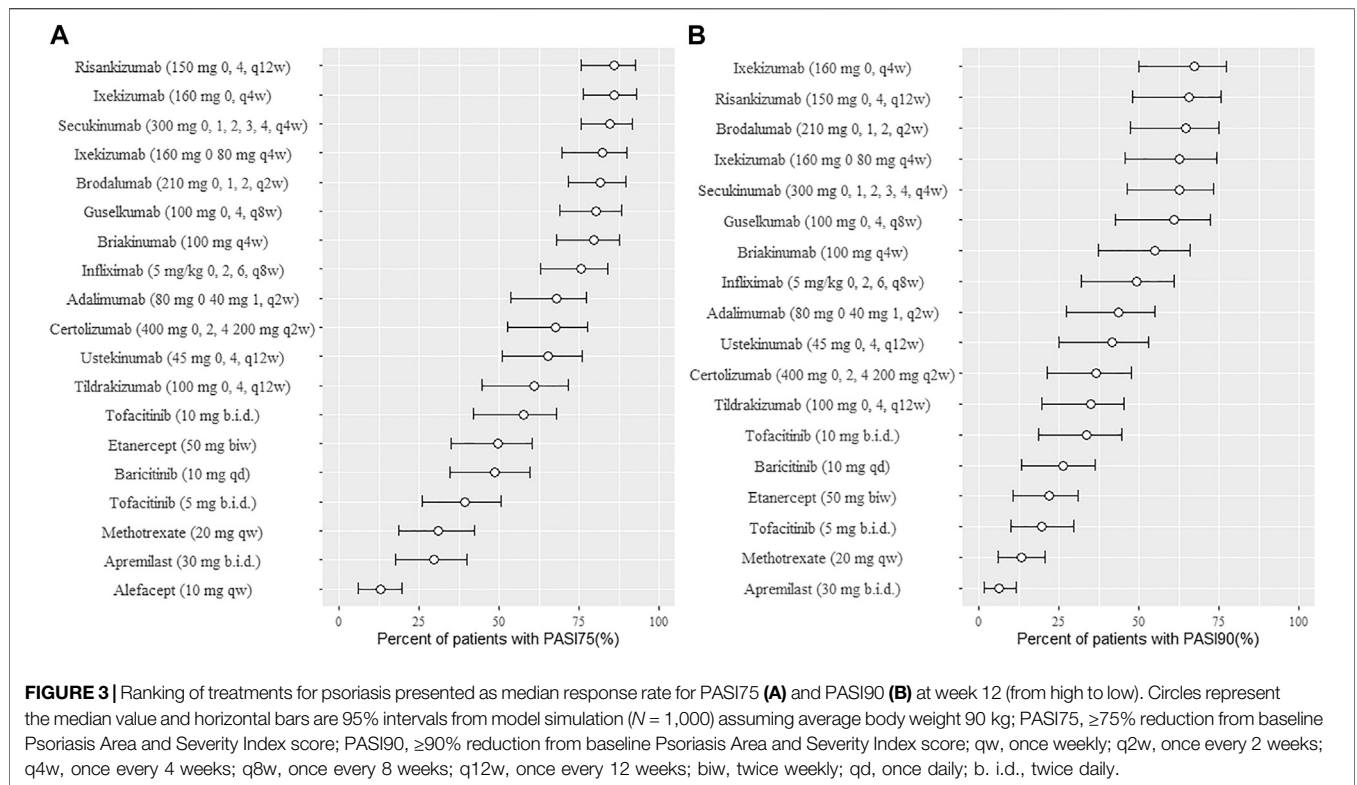 A
Risankizumab (150 mg 0, 4, q12w)
Ixekizumab (160 mg 0, q4w)
Secukinumab (300 mg 0, 1, 2, 3, 4, q4w)
Ixekizumab (160 mg 0 80 mg q4w)
Brodalumab (210 mg 0, 1, 2, q2w)
Guselkumab (100 mg 0, 4, q8w)
Briakinumab (100 mg q4w)
Infliximab (5 mg/kg 0, 2, 6, q8w)
Adalimumab (80 mg 0 40 mg 1, q2w)
Certolizumab (400 mg 0, 2, 4 200 mg q2w)
Ustekinumab (45 mg 0, 4, q12w)
Tildrakizumab (100 mg 0, 4, q12w)
Tofacitinib (10 mg b.i.d.)
Etanercept (50 mg biw)
Baricitinib (10 mg qd)
Tofacitinib (5 mg b.i.d.)
Methotrexate (20 mg qw)
Apremilast (30 mg b.i.d.)
Alefacept (10 mg qw)
0 25 50 75 100
Percent of patients with PASI75(%)
B
Ixekizumab (160 mg 0, q4w)
Risankizumab (150 mg 0, 4, q12w)
Brodalumab (210 mg 0, 1, 2, q2w)
Ixekizumab (160 mg 0 80 mg q4w)
Secukinumab (300 mg 0, 1, 2, 3, 4, q4w)
Guselkumab (100 mg 0, 4, q8w)
Briakinumab (100 mg q4w)
Infliximab (5 mg/kg 0, 2, 6, q8w)
Adalimumab (80 mg 0 40 mg 1, q2w)
Ustekinumab (45 mg 0, 4, q12w)
Certolizumab (400 mg 0, 2, 4 200 mg q2w)
Tildrakizumab (100 mg 0, 4, q12w)
Tofacitinib (10 mg b.i.d.)
Baricitinib (10 mg qd)
Etanercept (50 mg biw)
Tofacitinib (5 mg b.i.d.)
Methotrexate (20 mg qw)
Apremilast (30 mg b.i.d.)
0 25 50 75 100
Percent of patients with PASI90(%)
FIGURE 3 | Ranking of treatments for psoriasis presented as median response rate for PASI75 (A) and PASI90 (B) at week 12 (from high to low). Circles represent
the median value and horizontal bars are 95% intervals from model simulation (N = 1,000) assuming average body weight 90 kg; PASI75, ≥75% reduction from baseline
Psoriasis Area and Severity Index score; PASI90, ≥90% reduction from baseline Psoriasis Area and Severity Index score; qw, once weekly; q2w, once every 2 weeks;
q4w, once every 4 weeks; q8w, once every 8 weeks; q12w, once every 12 weeks; biw, twice weekly; qd, once daily; b. i.d., twice daily.